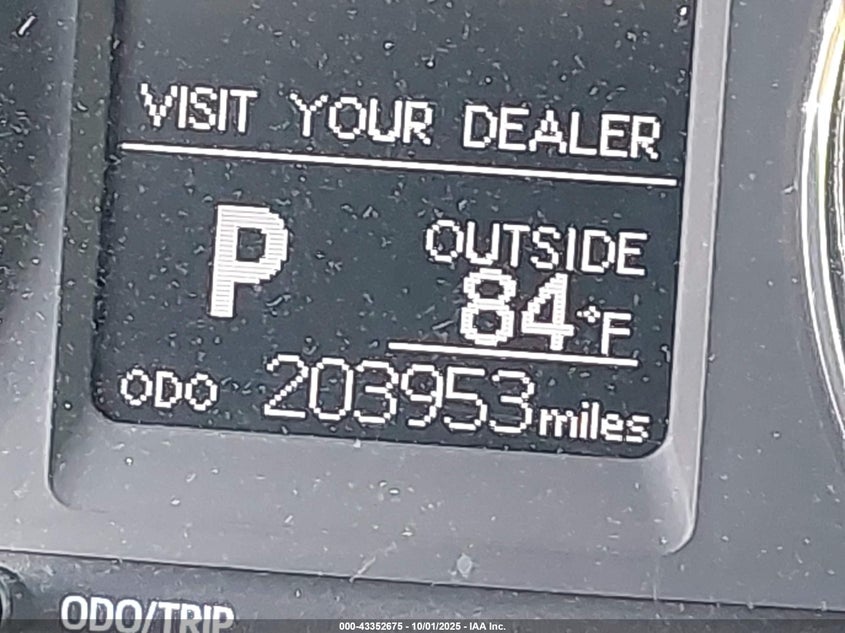 VISIT YOUR DEALER
P
OUTSIDE
84°F
ODO 203953 miles
ODO/TRIP
000-43352675 - 10/01/2025 - IAA Inc.